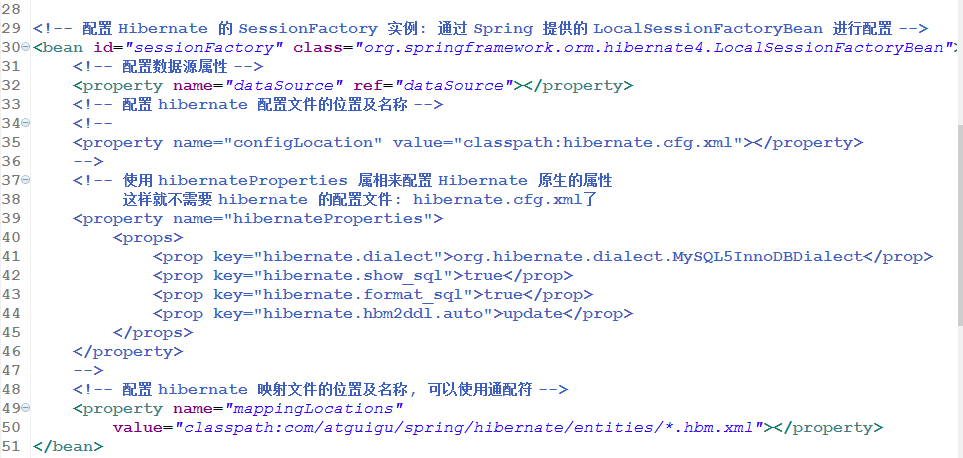 28
29 <!-- 配置 Hibernate 的 SessionFactory 实例: 通过 Spring 提供的 LocalSessionFactoryBean 进行配置 -->
30 <bean id="sessionFactory" class="org.springframework.orm.hibernate4.LocalSessionFactoryBean">
31     <!-- 配置数据源属性 -->
32     <property name="dataSource" ref="dataSource"></property>
33     <!-- 配置 hibernate 配置文件的位置及名称 -->
34     <!--
35     <property name="configLocation" value="classpath:hibernate.cfg.xml"></property>
36     -->
37     <!-- 使用 hibernateProperties 属相来配置 Hibernate 原生的属性
38          这样就不需要 hibernate 的配置文件: hibernate.cfg.xml了
39     <property name="hibernateProperties">
40         <props>
41             <prop key="hibernate.dialect">org.hibernate.dialect.MySQL5InnoDBDialect</prop>
42             <prop key="hibernate.show_sql">true</prop>
43             <prop key="hibernate.format_sql">true</prop>
44             <prop key="hibernate.hbm2ddl.auto">update</prop>
45         </props>
46     </property>
47     -->
48     <!-- 配置 hibernate 映射文件的位置及名称, 可以使用通配符 -->
49     <property name="mappingLocations"
50         value="classpath:com/atguigu/spring/hibernate/entities/*.hbm.xml"></property>
51 </bean>